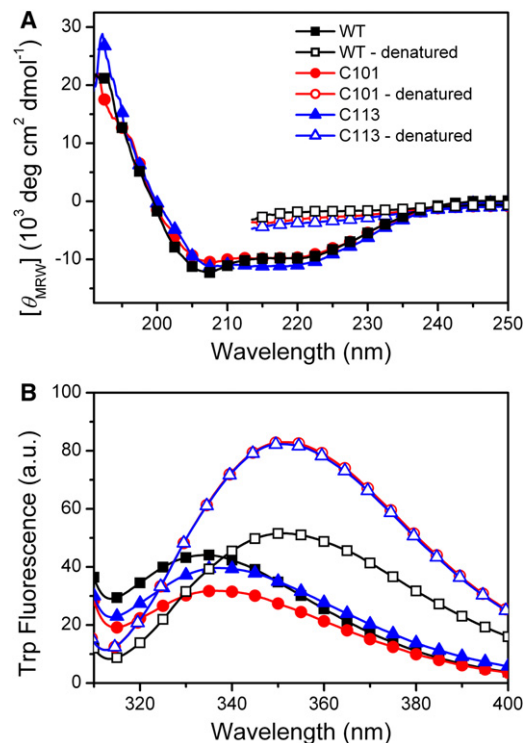 A
WT
WT - denatured
C101
C101 - denatured
C113
C113 - denatured
30
20
10
0
-10
-20
[θMRW] (10³ deg cm² dmol⁻¹)
200 210 220 230 240 250
Wavelength (nm)
B
100
80
60
40
20
0
Trp Fluorescence (a.u.)
320 340 360 380 400
Wavelength (nm)